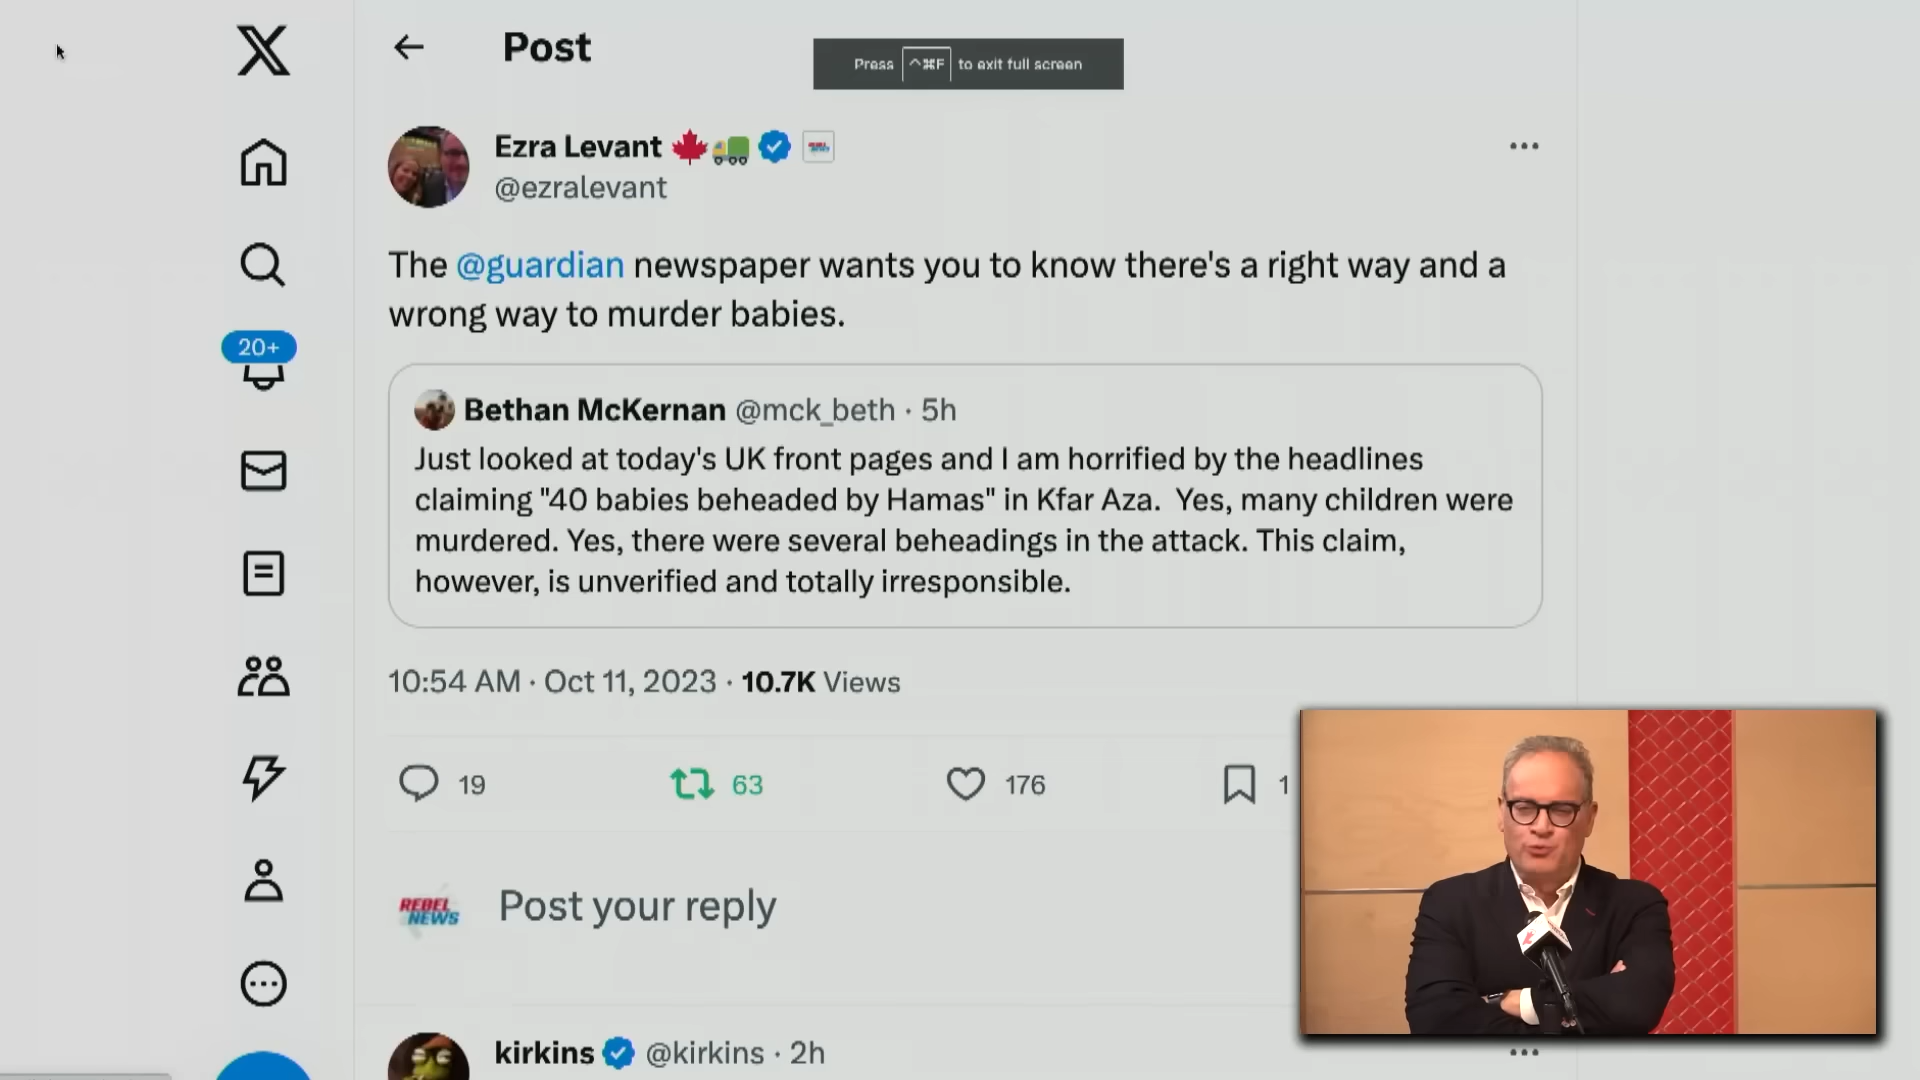 Post
Press ^⌘F to exit full screen
Ezra Levant
@ezralevant
The @guardian newspaper wants you to know there's a right way and a
wrong way to murder babies.
20+
Bethan McKernan @mck_beth · 5h
Just looked at today's UK front pages and I am horrified by the headlines
claiming "40 babies beheaded by Hamas" in Kfar Aza. Yes, many children were
murdered. Yes, there were several beheadings in the attack. This claim,
however, is unverified and totally irresponsible.
10:54 AM · Oct 11, 2023 · 10.7K Views
19 63 176 1
REBEL
NEWS
Post your reply
kirkins @kirkins · 2h